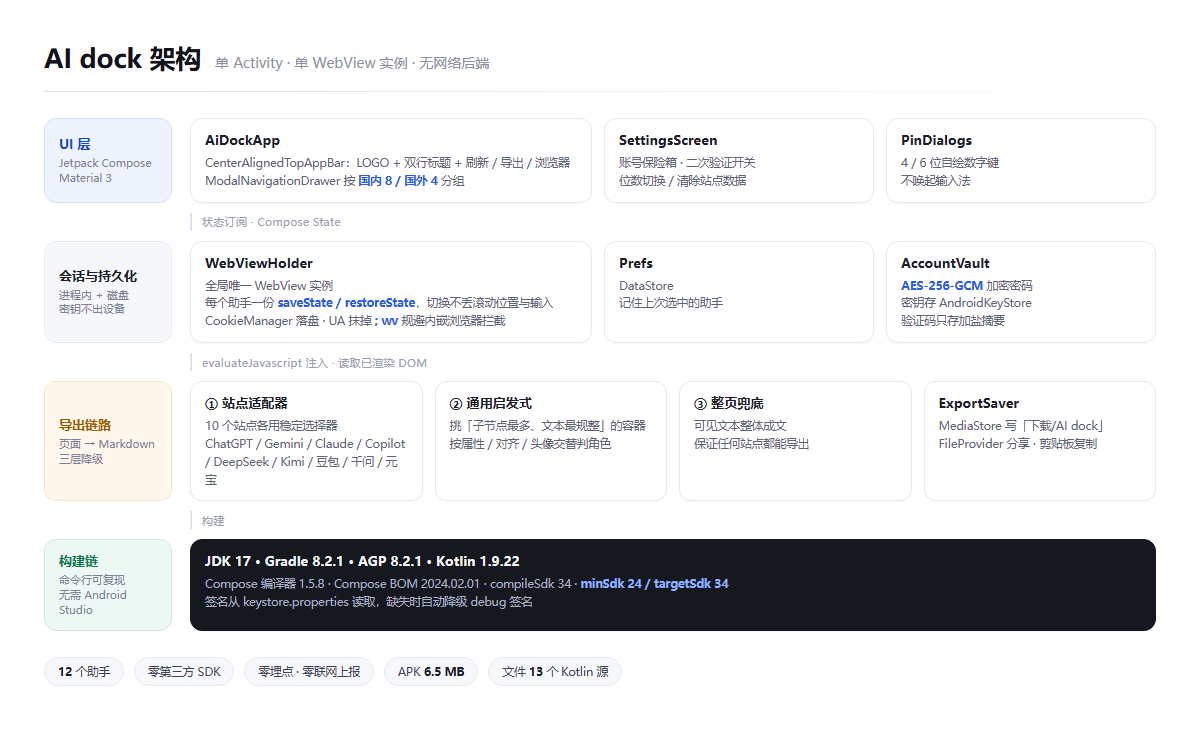 AI dock 架构 单 Activity · 单 WebView 实例 · 无网络后端
UI 层
Jetpack Compose
Material 3
AiDockApp
CenterAlignedTopAppBar：LOGO + 双行标题 + 刷新 / 导出 / 浏览器
ModalNavigationDrawer 按 国内 8 / 国外 4 分组
SettingsScreen
账号保险箱 · 二次验证开关
位数切换 / 清除站点数据
PinDialogs
4 / 6 位自绘数字键
不唤起输入法
状态订阅 · Compose State
会话与持久化
进程内 + 磁盘
密钥不出设备
WebViewHolder
全局唯一 WebView 实例
每个助手一份 saveState / restoreState，切换不丢滚动位置与输入
CookieManager 落盘 · UA 抹掉 ; wv 规避内嵌浏览器拦截
Prefs
DataStore
记住上次选中的助手
AccountVault
AES-256-GCM 加密密码
密钥存 AndroidKeyStore
验证码只存加盐摘要
evaluateJavascript 注入 · 读取已渲染 DOM
导出链路
页面 → Markdown
三层降级
① 站点适配器
10 个站点各用稳定选择器
ChatGPT / Gemini / Claude / Copilot
/ DeepSeek / Kimi / 豆包 / 千问 / 元
宝
② 通用启发式
挑「子节点最多、文本最规整」的容器
按属性 / 对齐 / 头像交替判角色
③ 整页兜底
可见文本整体成文
保证任何站点都能导出
ExportSaver
MediaStore 写「下载/AI dock」
FileProvider 分享 · 剪贴板复制
构建
构建链
命令行可复现
无需 Android
Studio
JDK 17 • Gradle 8.2.1 • AGP 8.2.1 • Kotlin 1.9.22
Compose 编译器 1.5.8 · Compose BOM 2024.02.01 · compileSdk 34 · minSdk 24 / targetSdk 34
签名从 keystore.properties 读取，缺失时自动降级 debug 签名
12 个助手
零第三方 SDK
零埋点 · 零联网上报
APK 6.5 MB
文件 13 个 Kotlin 源